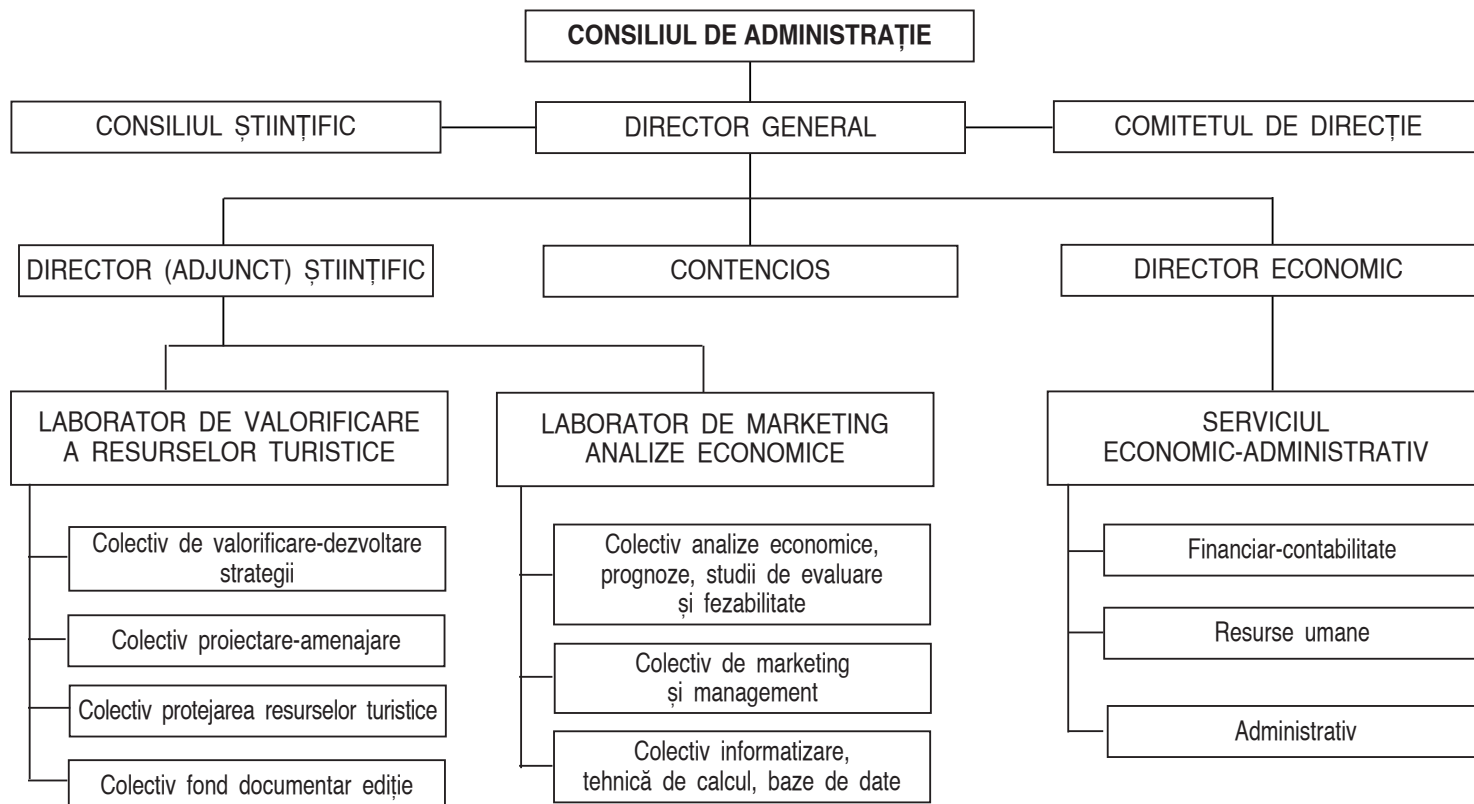 CONSILIUL DE ADMINISTRAȚIE
CONSILIUL ȘTIINȚIFIC
DIRECTOR GENERAL
COMITETUL DE DIRECȚIE
DIRECTOR (ADJUNCT) ȘTIINȚIFIC
CONTENCIOS
DIRECTOR ECONOMIC
LABORATOR DE VALORIFICARE
A RESURSELOR TURISTICE
Colectiv de valorificare-dezvoltare
strategii
Colectiv proiectare-amenajare
Colectiv protejarea resurselor turistice
Colectiv fond documentar ediție
LABORATOR DE MARKETING
ANALIZE ECONOMICE
Colectiv analize economice,
prognoze, studii de evaluare
și fezabilitate
Colectiv de marketing
și management
Colectiv informatizare,
tehnică de calcul, baze de date
SERVICIUL
ECONOMIC-ADMINISTRATIV
Financiar-contabilitate
Resurse umane
Administrativ